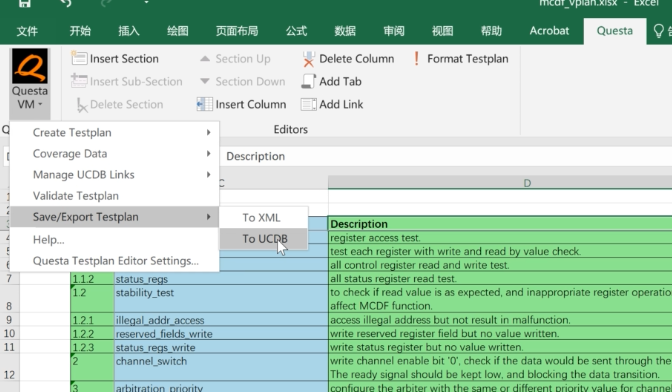 mcdf_vplan.xlsx - Excel
文件 开始 插入 绘图 页面布局 公式 数据 审阅 视图 开发工具 Acrobat Questa
Insert Section Section Up Delete Column Format Testplan
Questa Insert Sub-Section Section Down Add Tab
VM Delete Section Insert Column Add Link
Editors
Create Testplan Description
Coverage Data
Manage UCDB Links C D
Validate Testplan
Save/Export Testplan To XML Description
Help... To UCDB register access test.
test each register with write and read by value check.
Questa Testplan Editor Settings... all control register read and write test.
7 1.1.2 status_regs all status register read test.
1.2 stability_test to check if read value is as expected, and inappropriate register operation
8 affect MCDF function.
9 1.2.1 illegal_addr_access access illegal address but not result in malfunction.
10 1.2.2 reserved_fields_write write reserved register field but no value written.
11 1.2.3 status_regs_write write status register but no value written.
2 channel_switch write channel enable bit '0', check if the data would be sent through the
12 The ready signal should be kept low, and blocking the data transition.
3 arbitration_priority configure the arbiter with the same or different priority value for